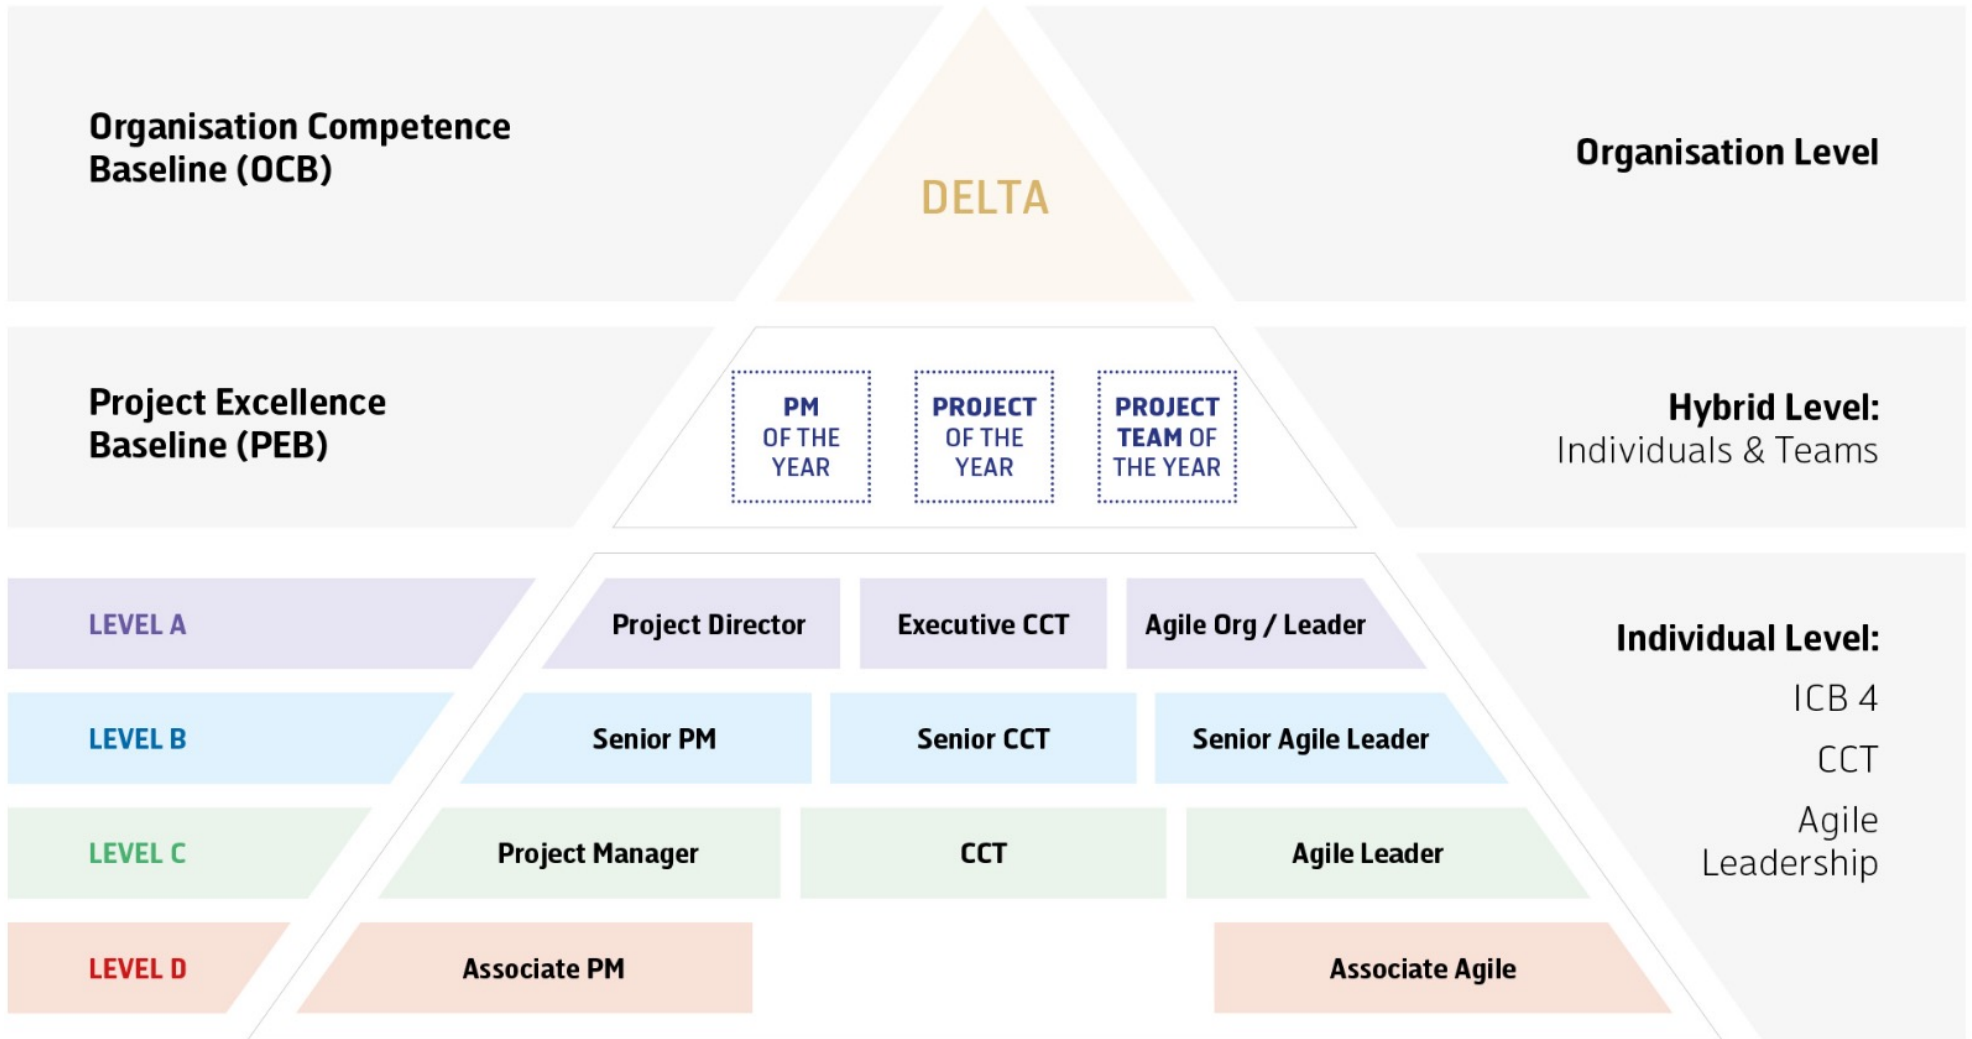 Organisation Competence
Baseline (OCB)
DELTA
Organisation Level
Project Excellence
Baseline (PEB)
PM
OF THE
YEAR
PROJECT
OF THE
YEAR
PROJECT
TEAM OF
THE YEAR
Hybrid Level:
Individuals & Teams
LEVEL A
Project Director
Executive CCT
Agile Org / Leader
LEVEL B
Senior PM
Senior CCT
Senior Agile Leader
LEVEL C
Project Manager
CCT
Agile Leader
LEVEL D
Associate PM
Associate Agile
Individual Level:
ICB 4
CCT
Agile
Leadership